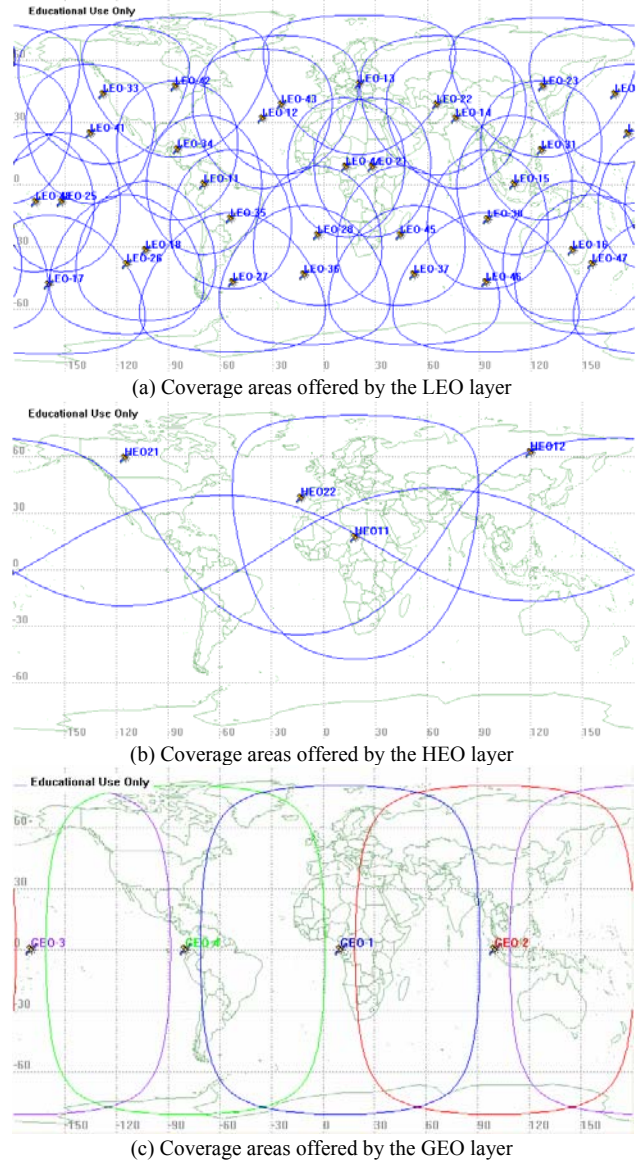 Educational Use Only
60
LEO-33
LEO-42
LEO-13
LEO-23
LEO-43
LEO-22
LEO-12
LEO-14
30
LEO-41
LEO-34
LEO-31
LEO-21
0
LEO-11
LEO-15
LEO-25
LEO-35
-30
LEO-18
LEO-28
LEO-45
LEO-16
LEO-26
LEO-47
LEO-17
LEO-27
LEO-36
LEO-37
LEO-46
-60
-150 -120 -90 -60 -30 0 30 60 90 120 150
(a) Coverage areas offered by the LEO layer
Educational Use Only
60
HEO21
HEO12
HEO22
30
HEO11
0
-30
-60
-150 -120 -90 -60 -30 0 30 60 90 120 150
(b) Coverage areas offered by the HEO layer
Educational Use Only
60
30
0
GEO-3
GEO-4
GEO-1
GEO-2
-30
-60
-150 -120 -90 -60 -30 0 30 60 90 120 150
(c) Coverage areas offered by the GEO layer